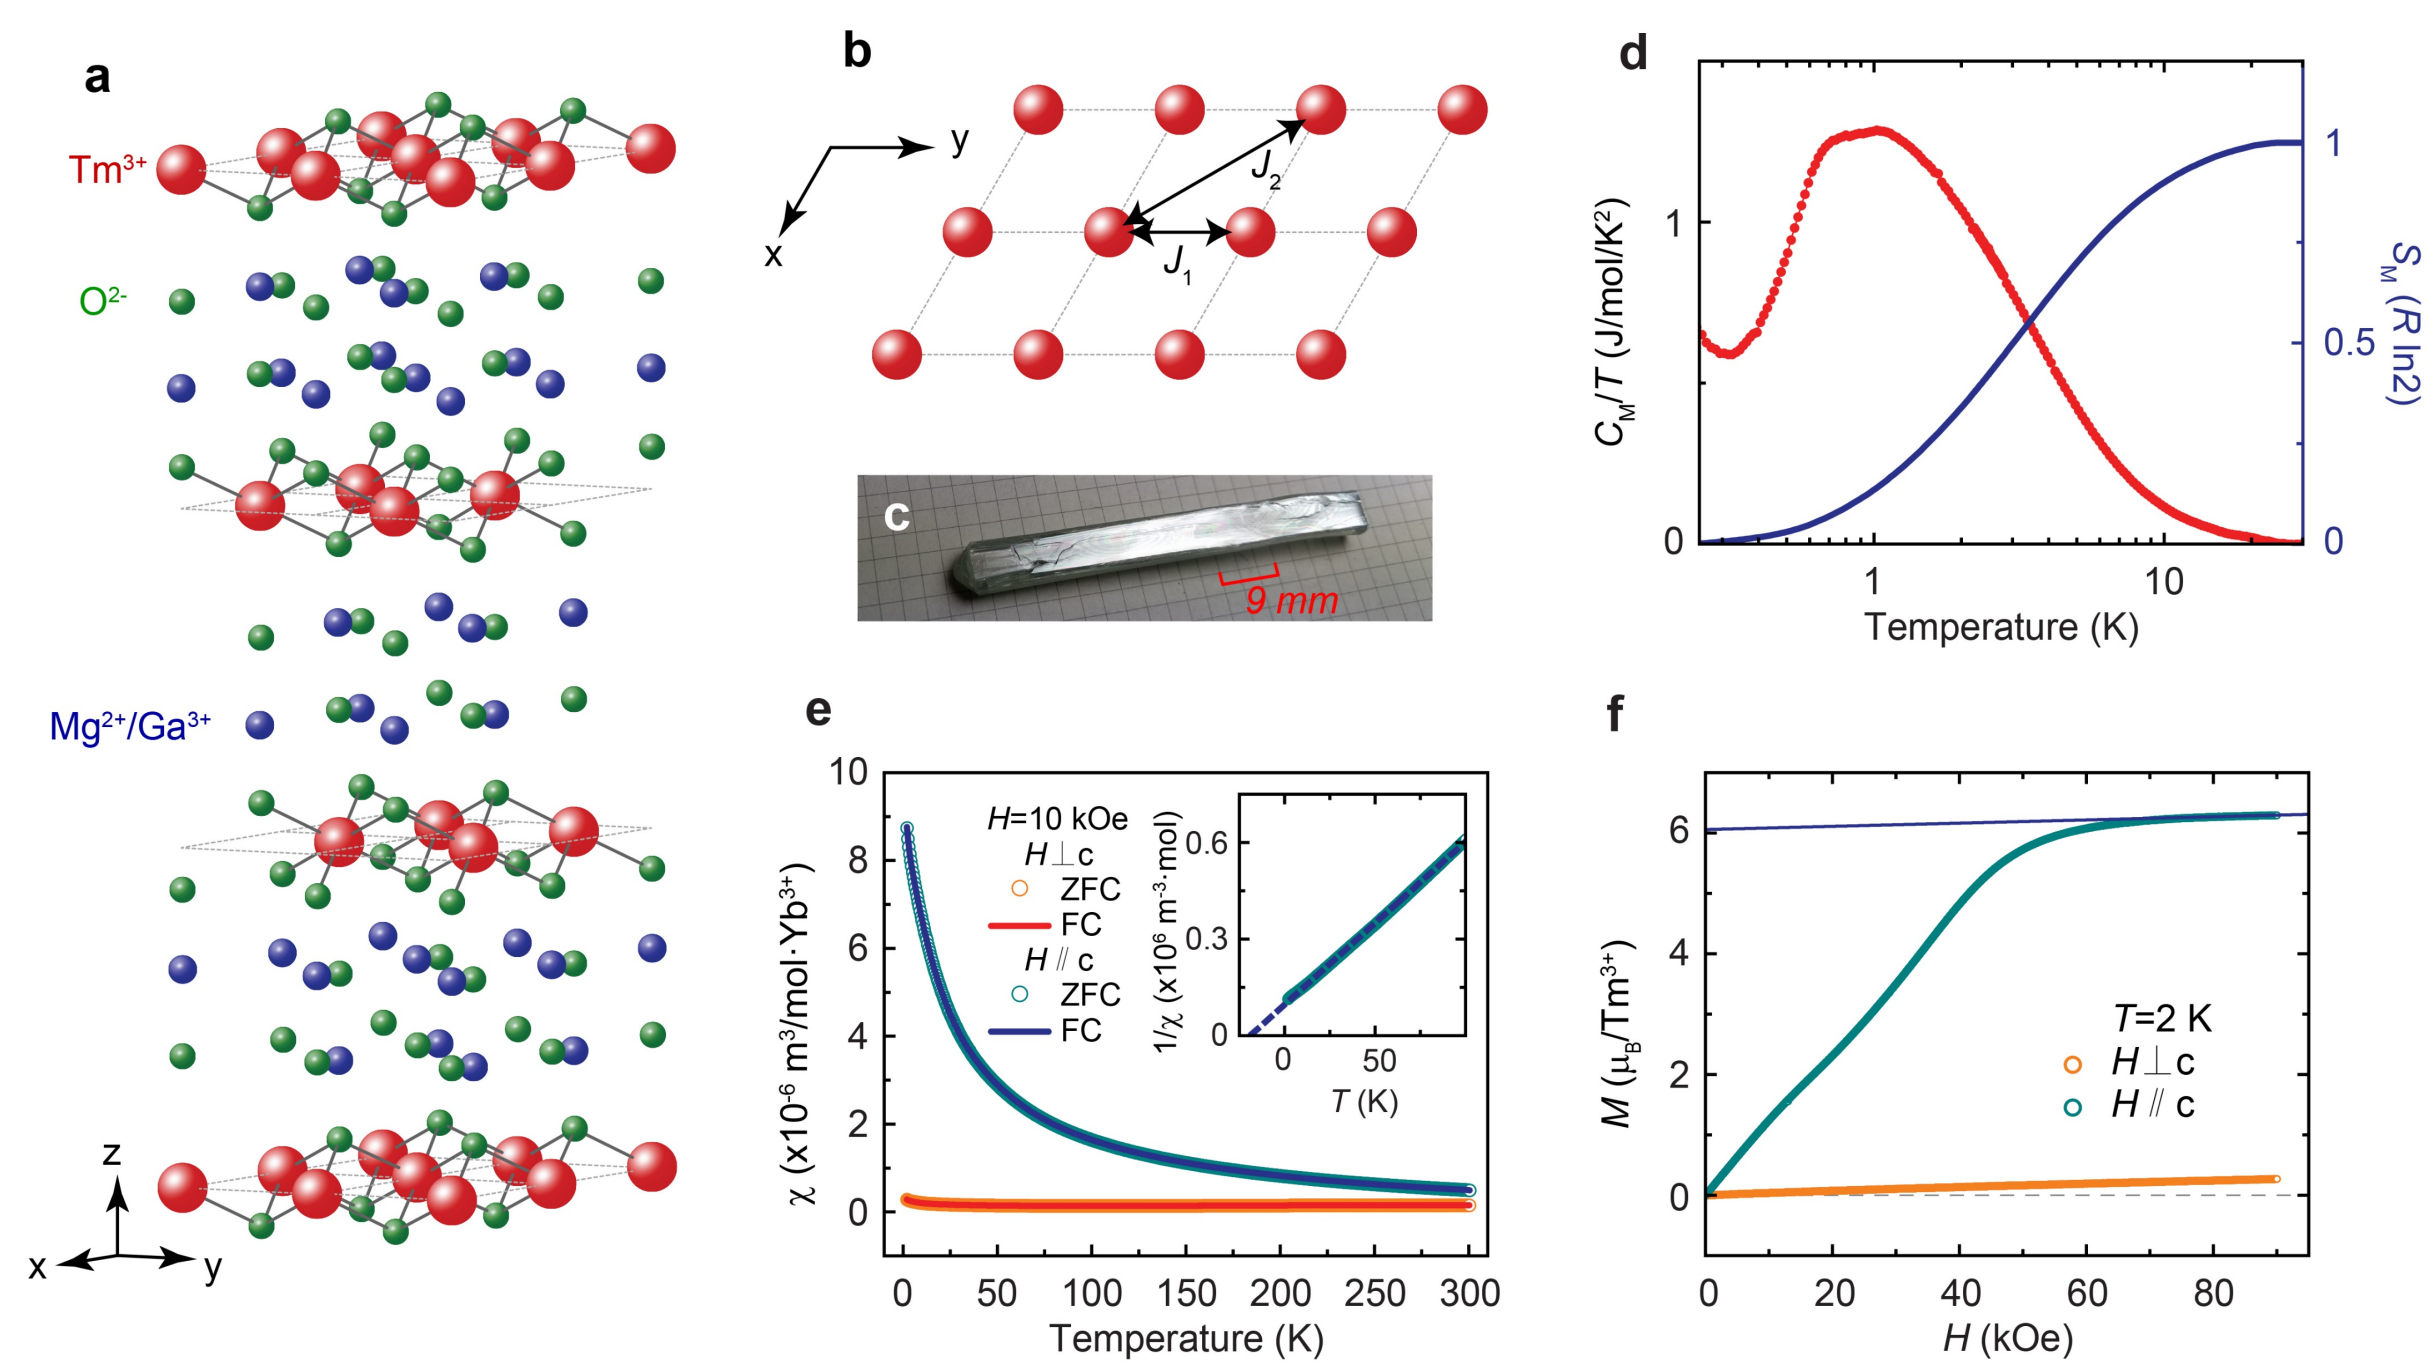 a
Tm³⁺
O²⁻
Mg²⁺/Ga³⁺
z
x
y
b
y
x
J₂
J₁
c
9 mm
d
C_M/T (J/mol/K²)
1
0
1
0.5
0
S_M (R ln2)
1
10
Temperature (K)
e
χ (x10⁻⁶ m³/mol·Yb³⁺)
10
8
6
4
2
0
H=10 kOe
H⊥c
ZFC
FC
H//c
ZFC
FC
1/χ (x10⁶ m⁻³·mol)
0.6
0.3
0
0
50
T (K)
0 50 100 150 200 250 300
Temperature (K)
f
M (μ_B/Tm³⁺)
6
4
2
0
T=2 K
H⊥c
H//c
0 20 40 60 80
H (kOe)